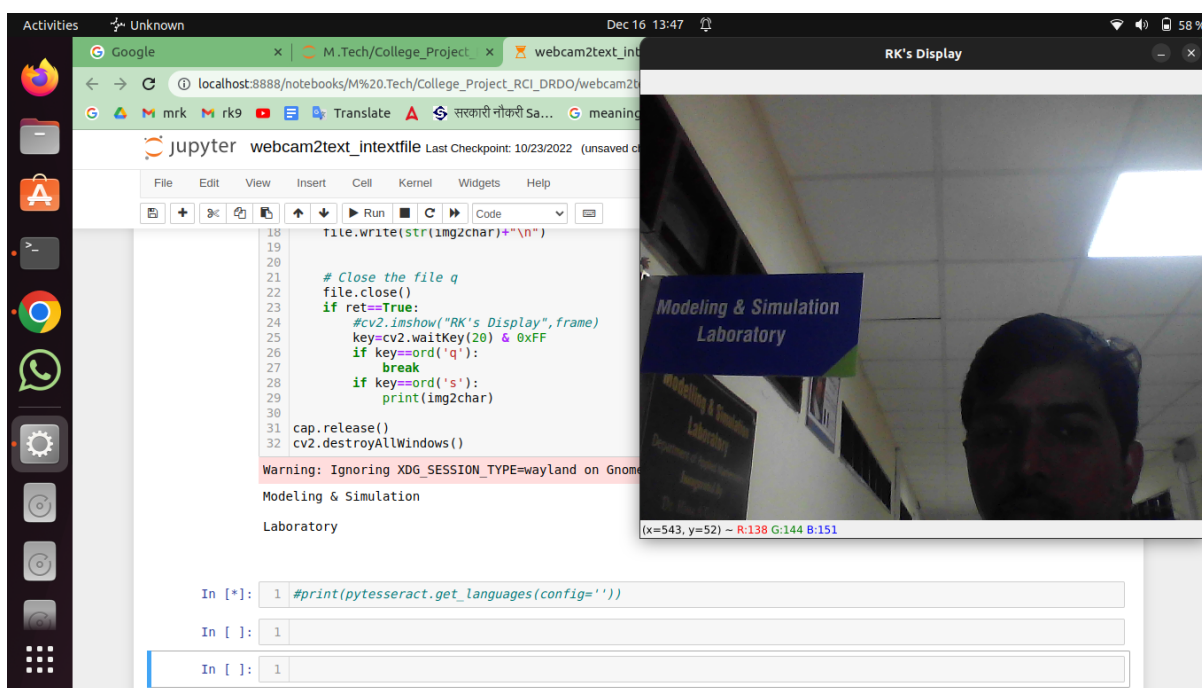 Activities
Unknown
Dec 16 13:47
58 %
Google
M.Tech/College_Project_
webcam2text_int
localhost:8888/notebooks/M%20.Tech/College_Project_RCI_DRDO/webcam2t
mrk
rk9
Translate
सरकारी नौकरी Sa...
meaning
jupyter webcam2text_intextfile Last Checkpoint: 10/23/2022 (unsaved
File Edit View Insert Cell Kernel Widgets Help
Run
Code
18 file.write(str(img2char)+"\n")
19
20
21 # Close the file q
22 file.close()
23 if ret==True:
24 #cv2.imshow("RK's Display",frame)
25 key=cv2.waitKey(20) & 0xFF
26 if key==ord('q'):
27 break
28 if key==ord('s'):
29 print(img2char)
30
31 cap.release()
32 cv2.destroyAllWindows()
Warning: Ignoring XDG_SESSION_TYPE=wayland on Gnome
Modeling & Simulation
Laboratory
In [*]: 1 #print(pytesseract.get_languages(config=''))
In [ ]: 1
In [ ]: 1
RK's Display
Modeling & Simulation
Laboratory
Modelling & Simulation
Laboratory
(x=543, y=52) ~ R:138 G:144 B:151